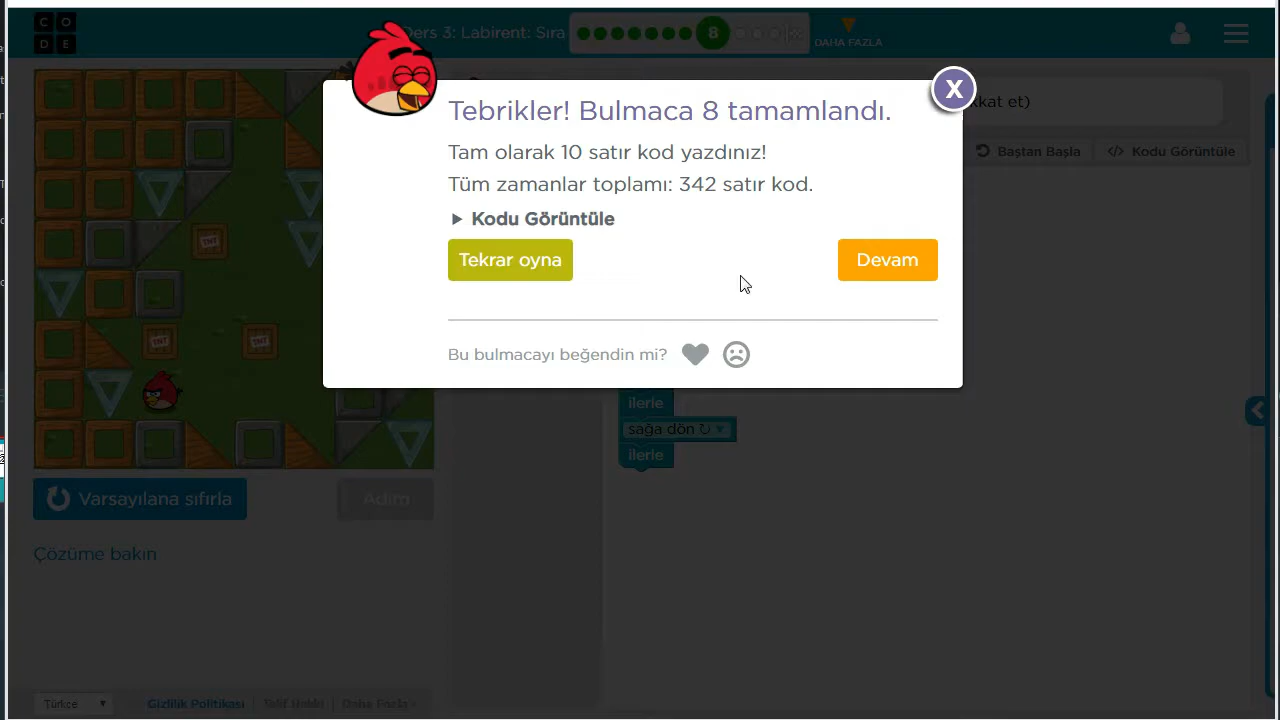 CODE
Ders 3: Labirent: Sıra
8
DAHA FAZLA
kkat et)
Tebrikler! Bulmaca 8 tamamlandı.
X
Tam olarak 10 satır kod yazdınız!
Tüm zamanlar toplamı: 342 satır kod.
Kodu Görüntüle
Tekrar oyna
Devam
Bu bulmacayı beğendin mi?
Baştan Başla
Kodu Görüntüle
TNT
TNT
TNT
ilerle
sağa dön
ilerle
Varsayılana sıfırla
Adım
Çözüme bakın
Türkçe
Gizlilik Politikası
Telif Hakkı
Daha Fazla